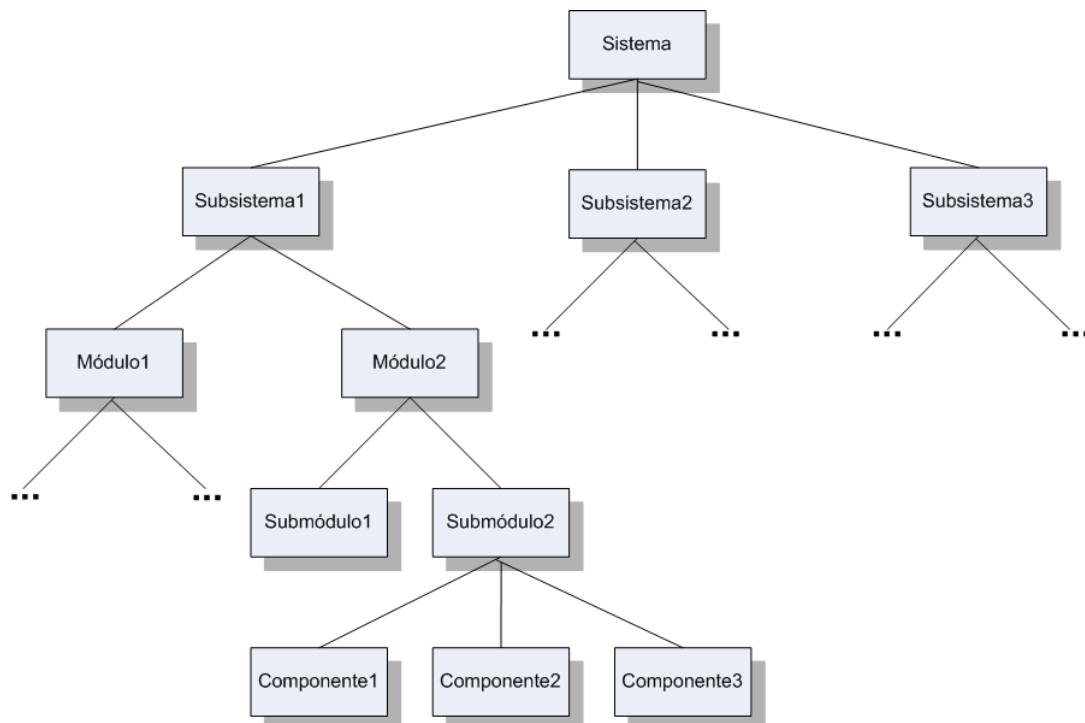 Sistema
Subsistema1
Subsistema2
Subsistema3
...
...
...
...
Módulo1
Módulo2
...
...
Submódulo1
Submódulo2
Componente1
Componente2
Componente3